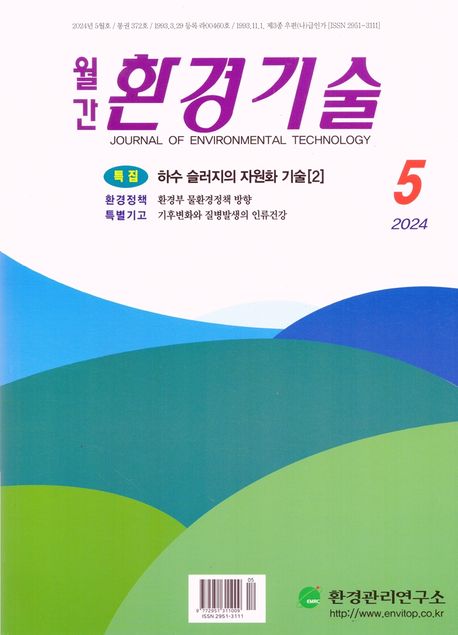 2024년 5월호 / 통권 372호 / 1993.3.29 등록 라00460호 / 1993.11.1. 제3종 우편(나)급인가 [ISSN 2951-3111]
월간 환경기술
JOURNAL OF ENVIRONMENTAL TECHNOLOGY
특집 하수 슬러지의 자원화 기술[2]
환경정책 환경부 물환경정책 방향
특별기고 기후변화와 질병발생의 인류건강
5
2024
05
9 772951 311009
ISSN 2951-3111
EMRC 환경관리연구소
http://www.envitop.co.kr